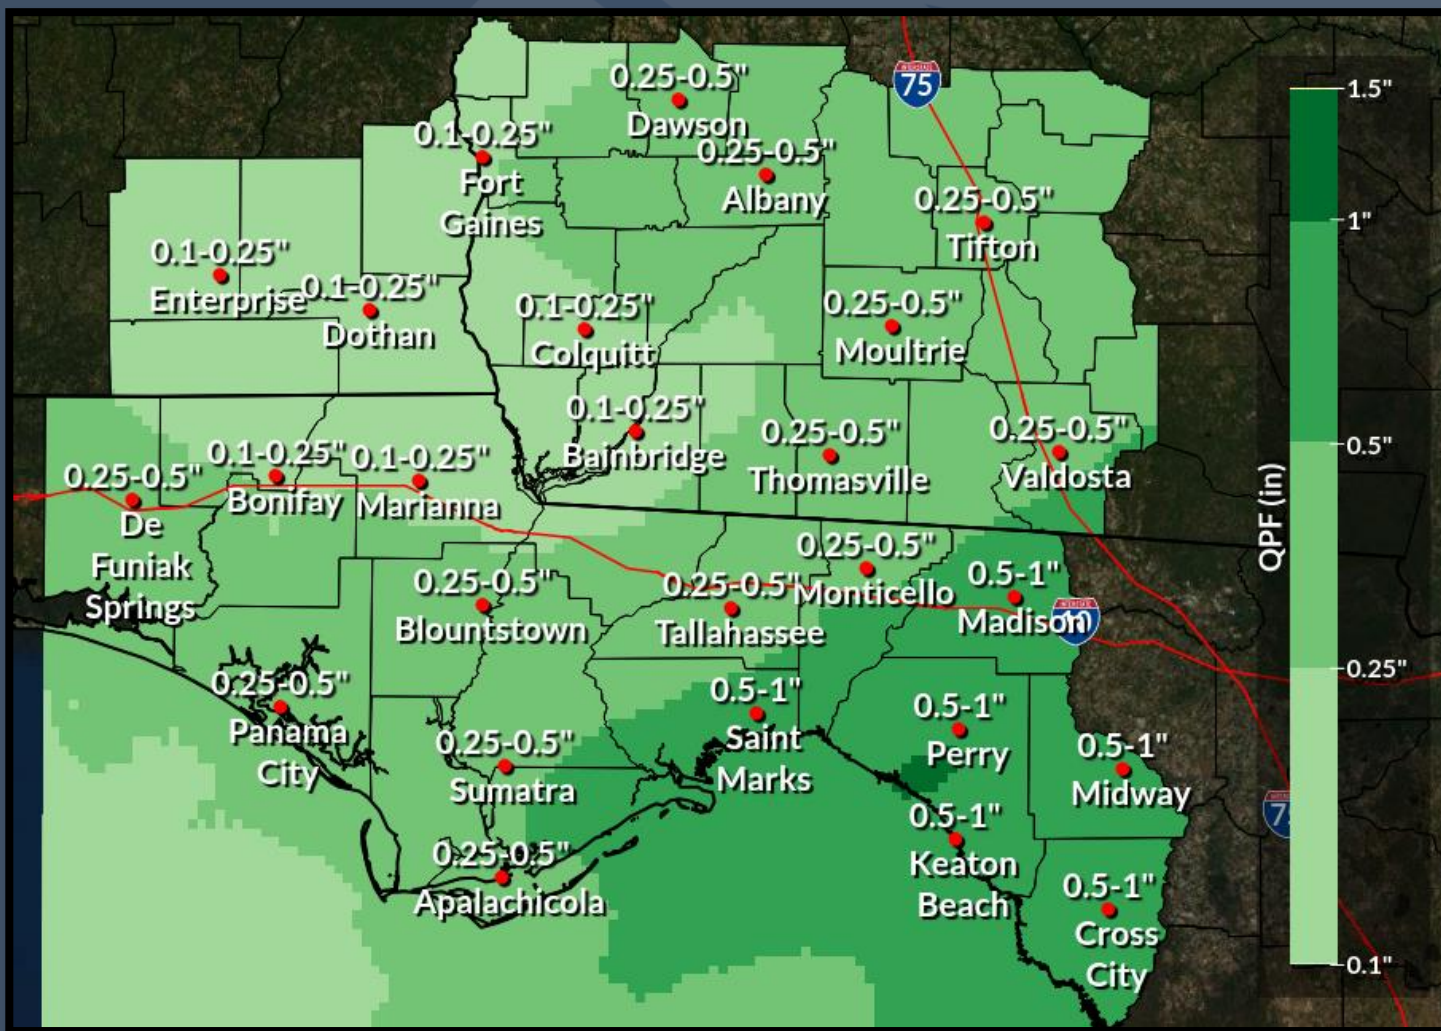 0.25-0.5"
Dawson
0.1-0.25"
Fort
Gaines
0.25-0.5"
Albany
0.25-0.5"
Tifton
0.1-0.25"
Enterprise
0.1-0.25"
Dothan
0.1-0.25"
Colquitt
0.25-0.5"
Moultrie
0.1-0.25"
Bainbridge
0.25-0.5"
Thomasville
0.25-0.5"
Valdosta
0.25-0.5"
De
Funiak
Springs
0.1-0.25"
Bonifay
0.1-0.25"
Marianna
0.25-0.5"
Blountstown
0.25-0.5"
Tallahassee
0.25-0.5"
Monticello
0.5-1"
Madison
0.25-0.5"
Panama
City
0.25-0.5"
Sumatra
0.5-1"
Saint
Marks
0.5-1"
Perry
0.5-1"
Midway
0.25-0.5"
Apalachicola
0.5-1"
Keaton
Beach
0.5-1"
Cross
City
INTERSTATE
75
INTERSTATE
10
QPF (in)
1.5"
1"
0.5"
0.25"
0.1"